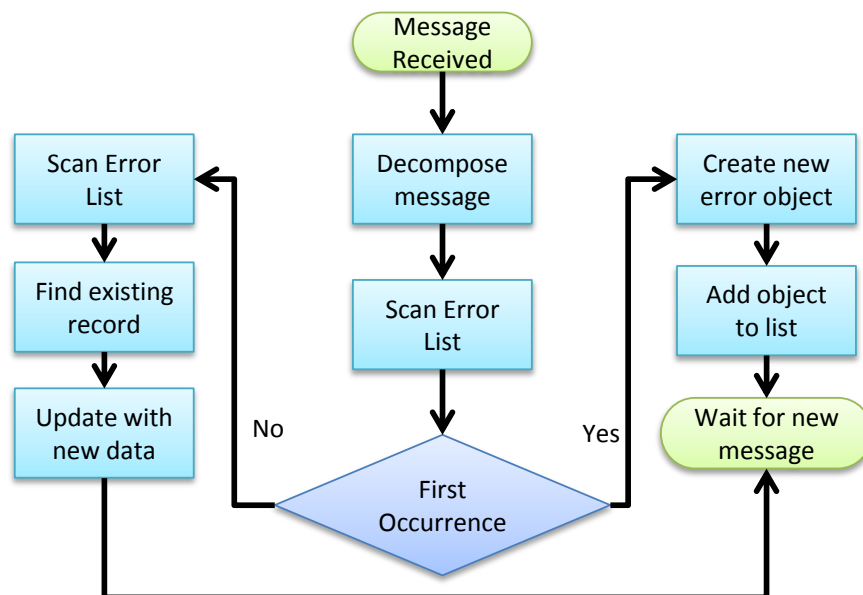 Message
Received
Decompose
message
Scan Error
List
First
Occurrence
No
Scan Error
List
Find existing
record
Update with
new data
Yes
Create new
error object
Add object
to list
Wait for new
message